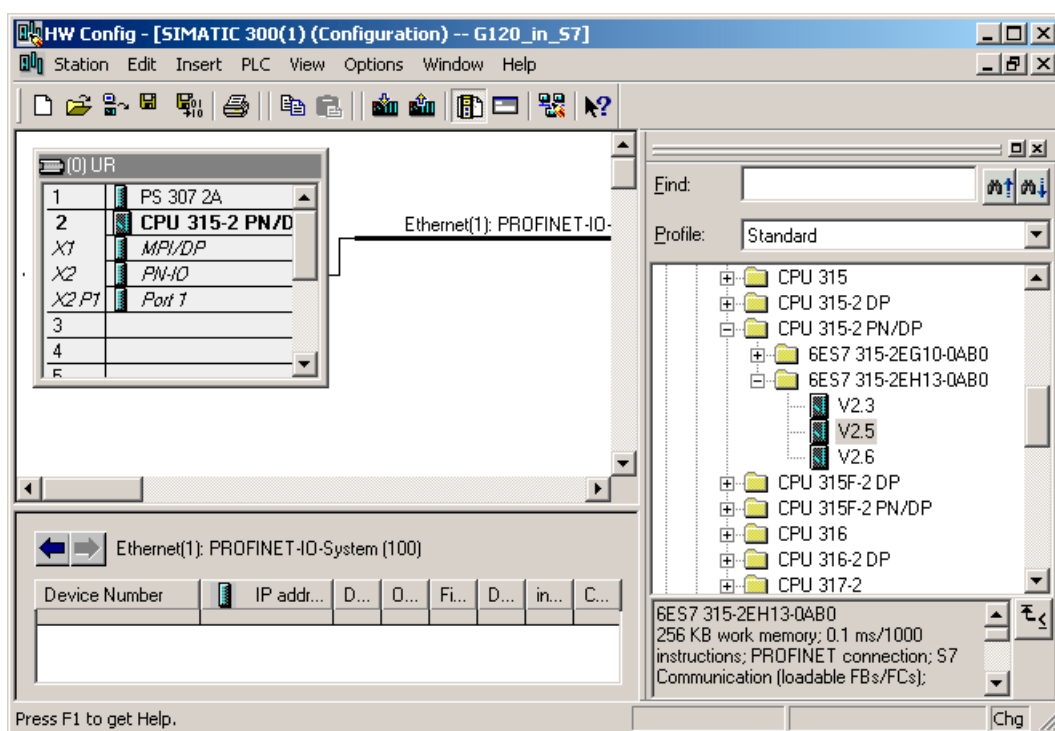 HW Config - [SIMATIC 300(1) (Configuration) -- G120_in_S7]
Station Edit Insert PLC View Options Window Help
(0) UR
1 PS 307 2A
2 CPU 315-2 PN/D
X1 MPI/DP
X2 PN-IO
X2 P1 Port 1
3
4
5
Ethernet(1): PROFINET-IO-
Find:
Profile: Standard
CPU 315
CPU 315-2 DP
CPU 315-2 PN/DP
6ES7 315-2EG10-0AB0
6ES7 315-2EH13-0AB0
V2.3
V2.5
V2.6
CPU 315F-2 DP
CPU 315F-2 PN/DP
CPU 316
CPU 316-2 DP
CPU 317-2
Ethernet(1): PROFINET-IO-System (100)
Device Number IP addr... D... O... Fi... D... in... C...
6ES7 315-2EH13-0AB0
256 KB work memory; 0.1 ms/1000
instructions; PROFINET connection; S7
Communication (loadable FBs/FCs);
Press F1 to get Help.
Chg